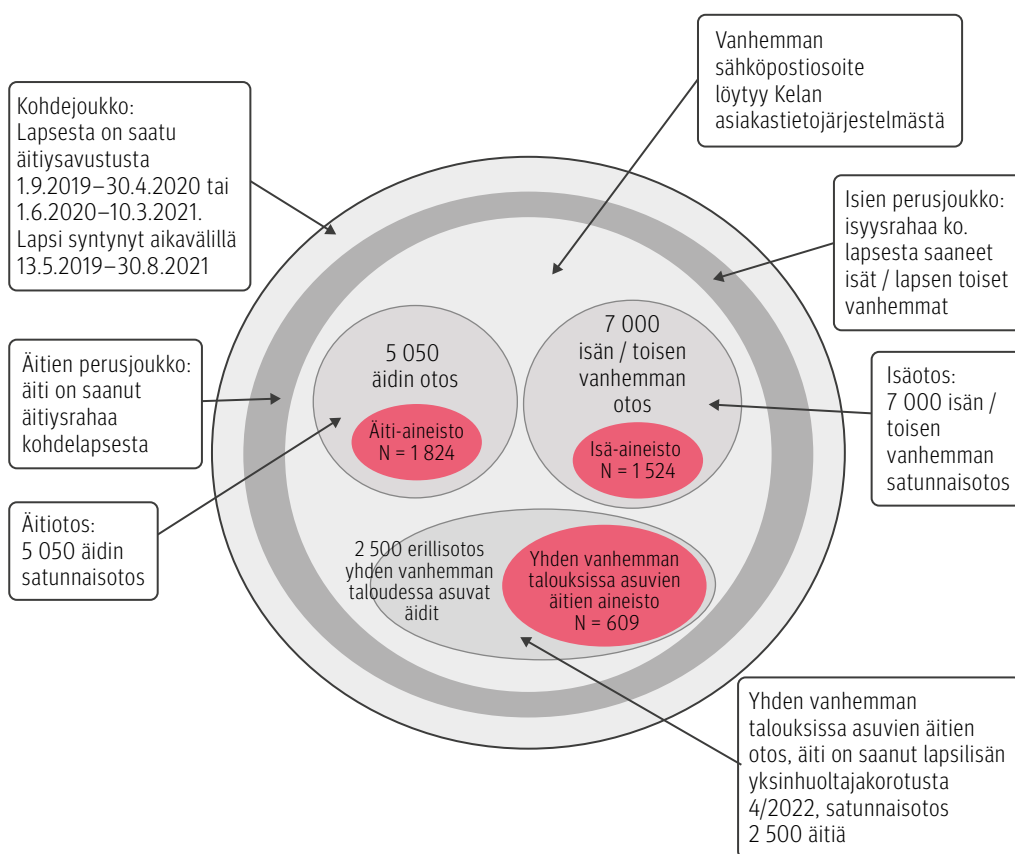 Vanhemman
sähköpostiosoite
löytyy Kelan
asiakastietojärjestelmästä
Kohdejoukko:
Lapsesta on saatu
äitiysavustusta
1.9.2019–30.4.2020 tai
1.6.2020–10.3.2021.
Lapsi syntynyt aikavälillä
13.5.2019–30.8.2021
Isien perusjoukko:
isyysrahaa ko.
lapsesta saaneet
isät / lapsen toiset
vanhemmat
Äitien perusjoukko:
äiti on saanut
äitiysrahaa
kohdelapsesta
5 050
äidin otos
Äiti-aineisto
N = 1 824
7 000
isän / toisen
vanhemman
otos
Isä-aineisto
N = 1 524
Isäotos:
7 000 isän /
toisen
vanhemman
satunnaisotos
Äitiotos:
5 050 äidin
satunnaisotos
2 500 erillisotos
yhden vanhemman
taloudessa asuvat
äidit
Yhden vanhemman
talouksissa asuvien
äitien aineisto
N = 609
Yhden vanhemman
talouksissa asuvien äitien
otos, äiti on saanut lapsilisän
yksinhuoltajakorotusta
4/2022, satunnaisotos
2 500 äitiä